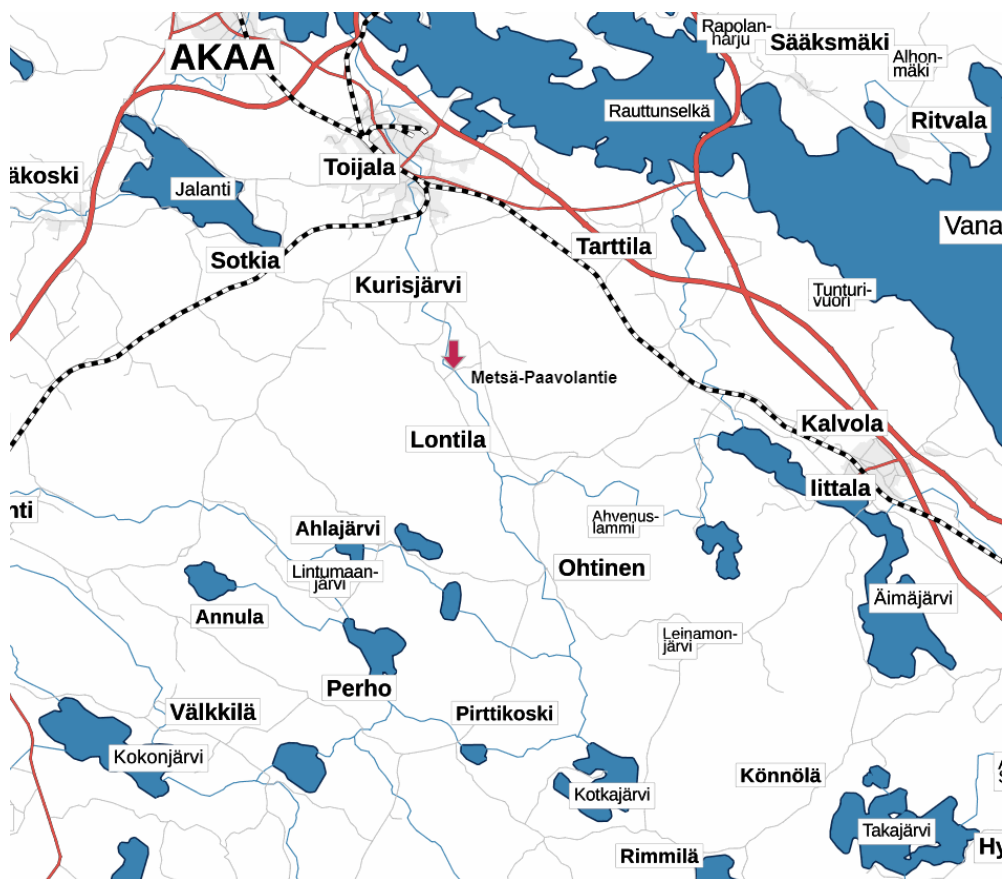 Rapolan-
harju
Sääksmäki
AKAA
Alhon-
mäki
Rauttunselkä
Ritvala
Toijala
äkoski
Jalanti
Vana
Tarttila
Sotkia
Kurisjärvi
Tunturi-
vuori
Metsä-Paavolantie
Kalvola
Lontila
Iittala
nti
Ahvenus-
lammi
Ahlajärvi
Lintumaan-
järvi
Ohtinen
Äimäjärvi
Annula
Leinamon-
järvi
Perho
Välkkilä
Pirttikoski
Kokonjärvi
Könnölä
Kotkajärvi
Takajärvi
Hy
Rimmilä